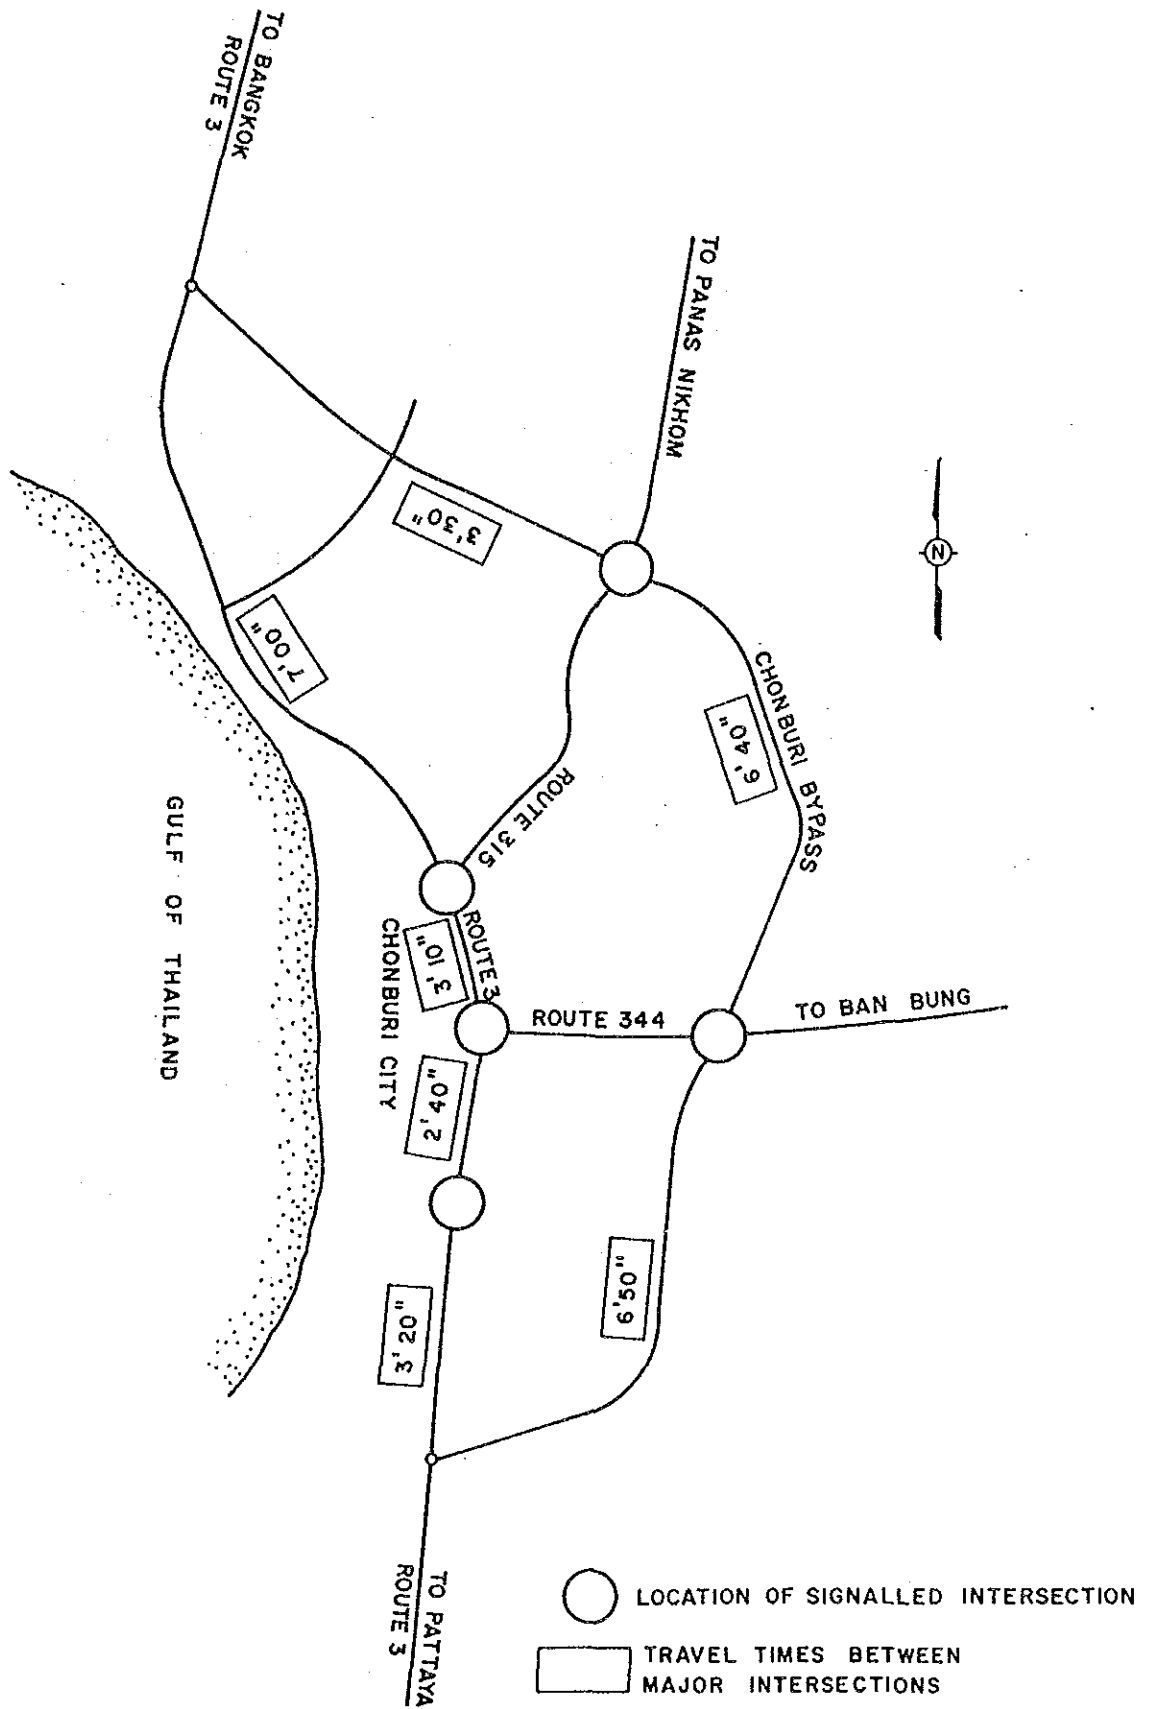 TO BANGKOK
ROUTE 3
TO PANAS NIKHOM
N
3' 30"
7' 00"
CHONBURI BYPASS
6' 40"
ROUTE 315
ROUTE 3
3' 10"
CHONBURI CITY
GULF OF THAILAND
ROUTE 344
TO BAN BUNG
2' 40"
6' 50"
3' 20"
TO PATTAYA
ROUTE 3
LOCATION OF SIGNALLED INTERSECTION
TRAVEL TIMES BETWEEN
MAJOR INTERSECTIONS